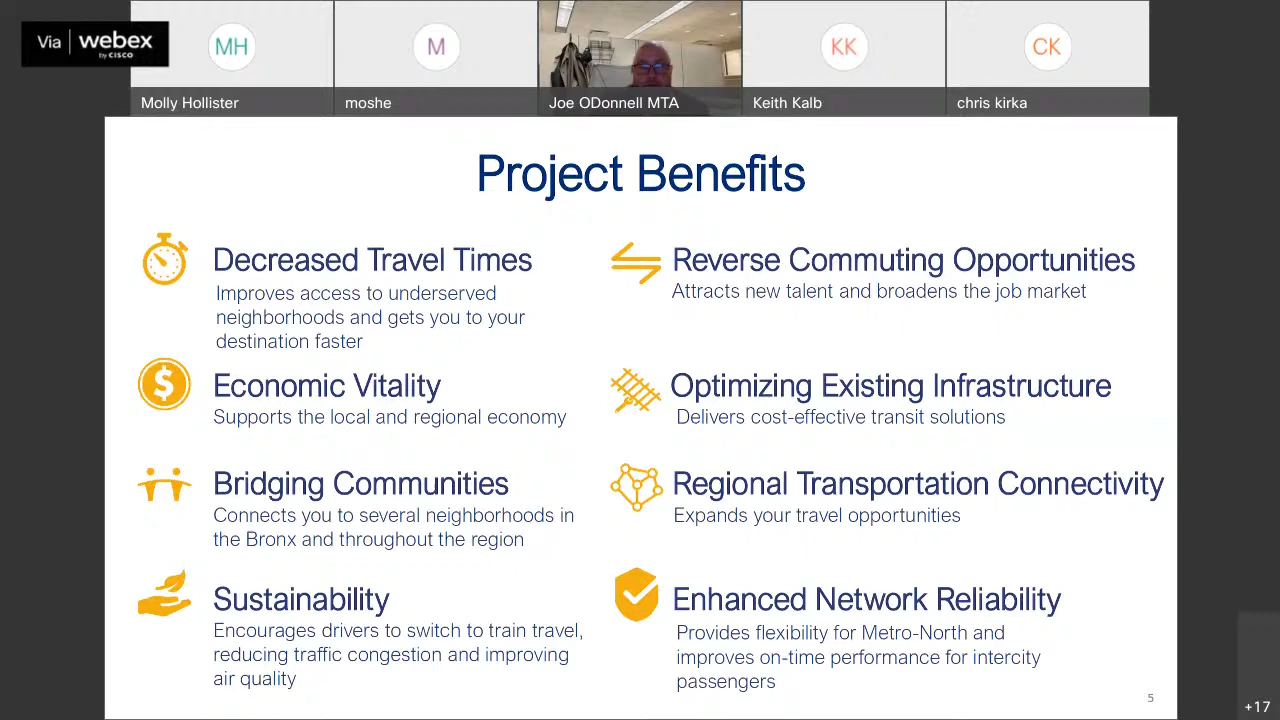 Via webex
by CISCO
MH
M
KK
CK
Molly Hollister
moshe
Joe ODonnell MTA
Keith Kalb
chris kirka
Project Benefits
Decreased Travel Times
Improves access to underserved
neighborhoods and gets you to your
destination faster
Reverse Commuting Opportunities
Attracts new talent and broadens the job market
$
Economic Vitality
Supports the local and regional economy
Optimizing Existing Infrastructure
Delivers cost-effective transit solutions
Bridging Communities
Connects you to several neighborhoods in
the Bronx and throughout the region
Regional Transportation Connectivity
Expands your travel opportunities
Sustainability
Encourages drivers to switch to train travel,
reducing traffic congestion and improving
air quality
Enhanced Network Reliability
Provides flexibility for Metro-North and
improves on-time performance for intercity
passengers
5
+17